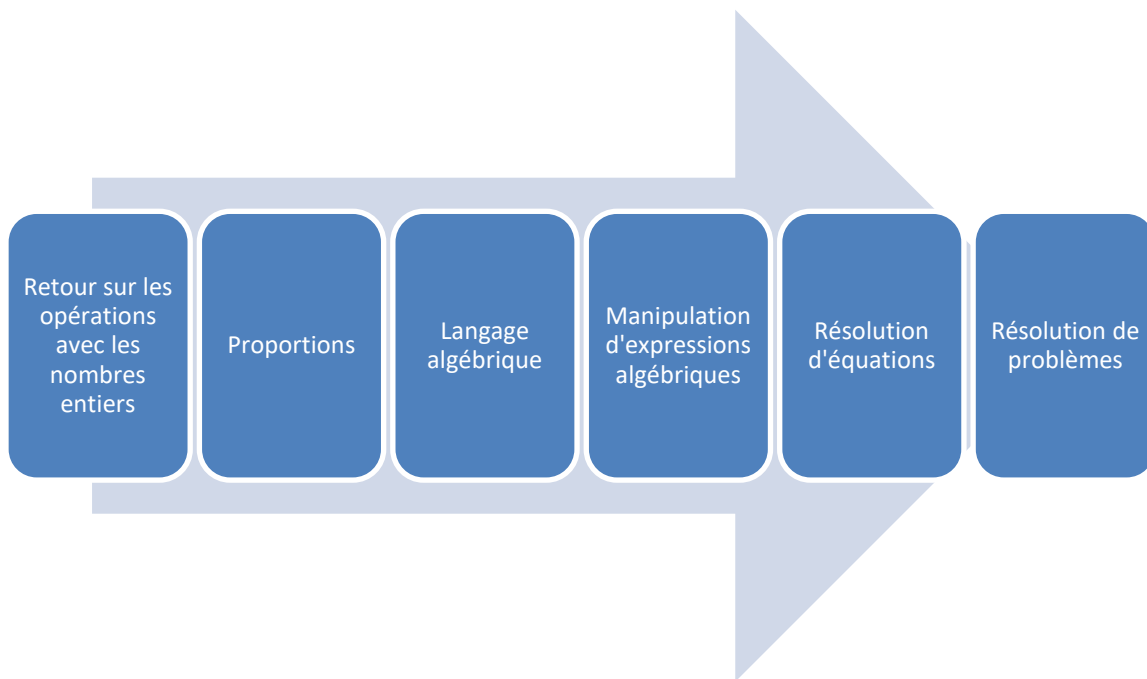 Retour sur les
opérations
avec les
nombres
entiers
Proportions
Langage
algébrique
Manipulation
d'expressions
algébriques
Résolution
d'équations
Résolution de
problèmes